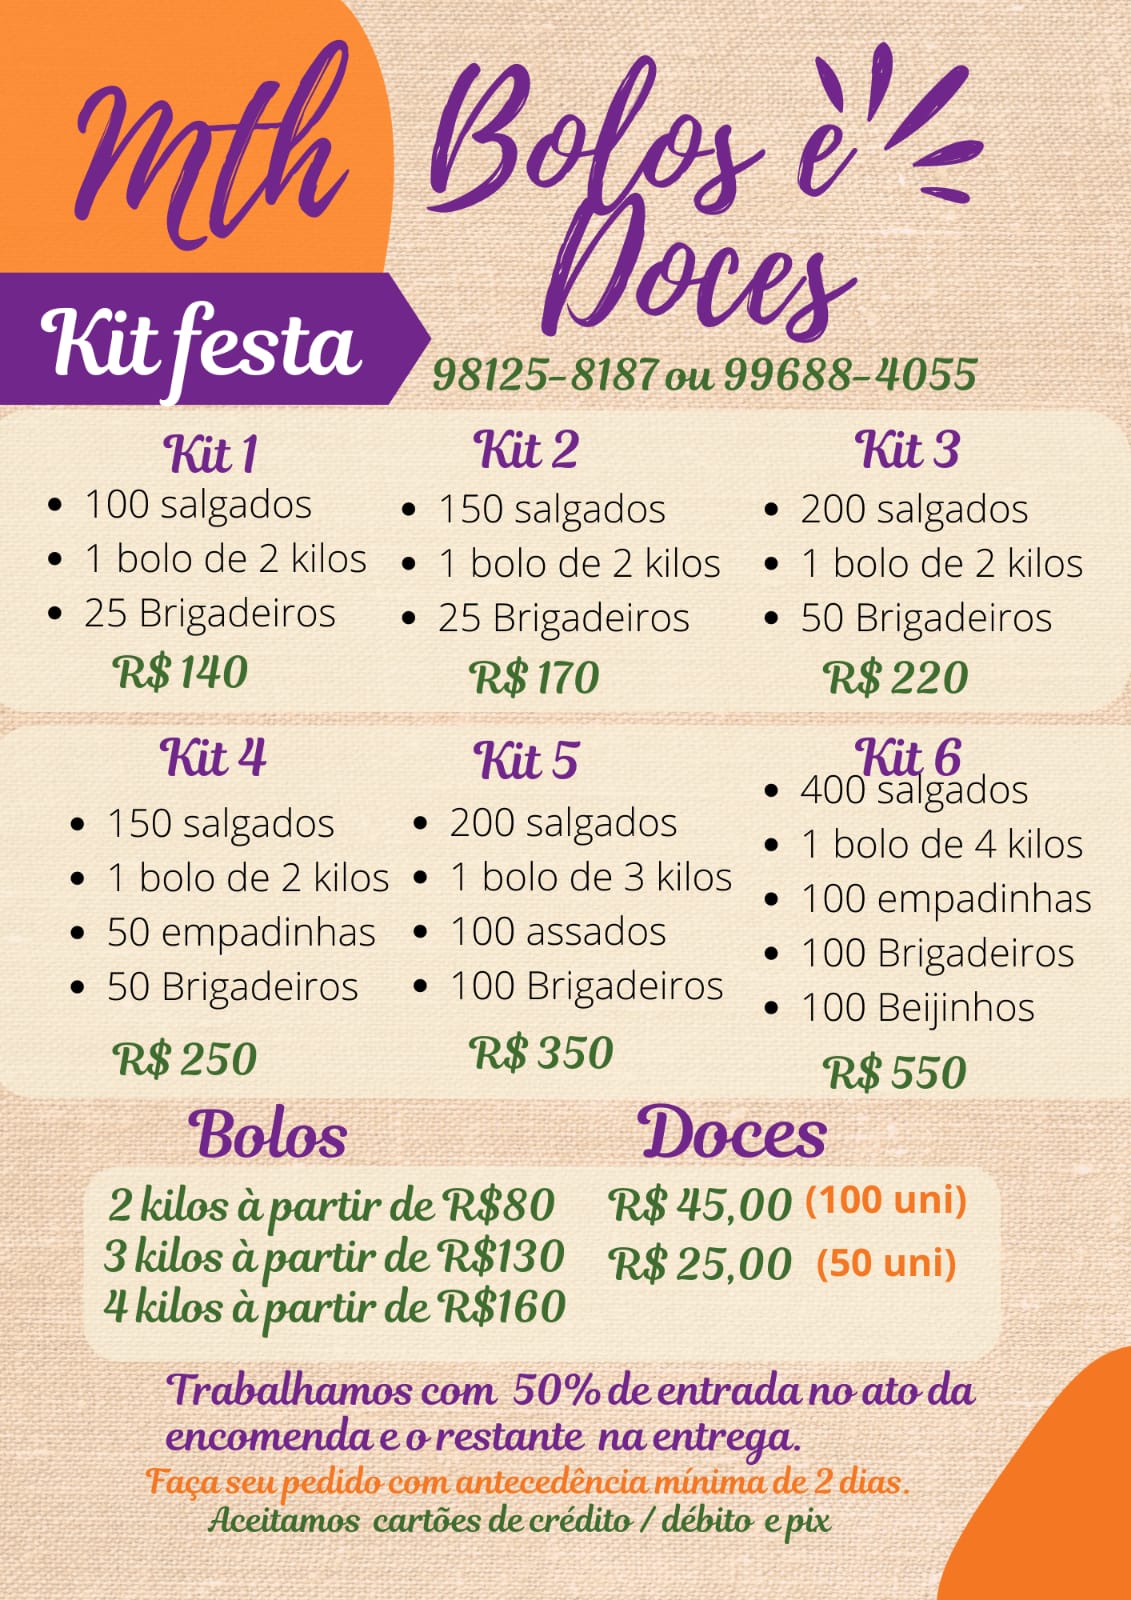 Mth
Bolos e
Doces
Kit festa
98125-8187 ou 99688-4055
Kit 1
• 100 salgados
• 1 bolo de 2 kilos
• 25 Brigadeiros
R$ 140
Kit 2
• 150 salgados
• 1 bolo de 2 kilos
• 25 Brigadeiros
R$ 170
Kit 3
• 200 salgados
• 1 bolo de 2 kilos
• 50 Brigadeiros
R$ 220
Kit 4
• 150 salgados
• 1 bolo de 2 kilos
• 50 empadinhas
• 50 Brigadeiros
R$ 250
Kit 5
• 200 salgados
• 1 bolo de 3 kilos
• 100 assados
• 100 Brigadeiros
R$ 350
Kit 6
• 400 salgados
• 1 bolo de 4 kilos
• 100 empadinhas
• 100 Brigadeiros
• 100 Beijinhos
R$ 550
Bolos
2 kilos à partir de R$80
3 kilos à partir de R$130
4 kilos à partir de R$160
Doces
R$ 45,00 (100 uni)
R$ 25,00 (50 uni)
Trabalhamos com 50% de entrada no ato da
encomenda e o restante na entrega.
Faça seu pedido com antecedência mínima de 2 dias.
Aceitamos cartões de crédito / débito e pix